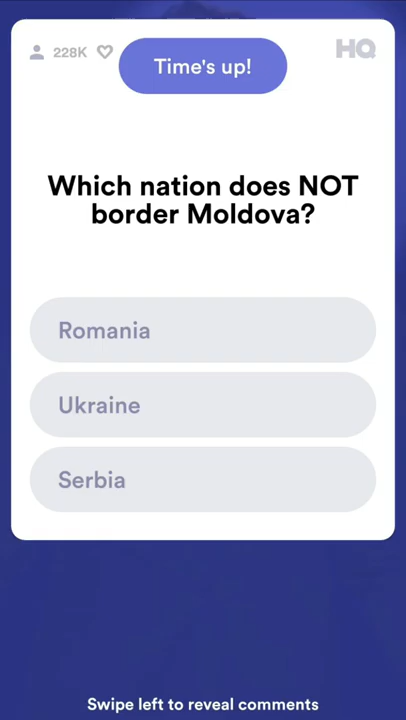 228K
Time's up!
HQ
Which nation does NOT
border Moldova?
Romania
Ukraine
Serbia
Swipe left to reveal comments